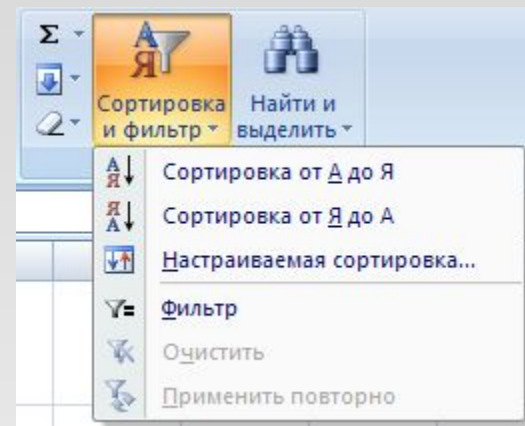 Σ
Сортировка
и фильтр
Найти и
выделить
Сортировка от А до Я
Сортировка от Я до А
Настраиваемая сортировка...
Фильтр
Очистить
Применить повторно